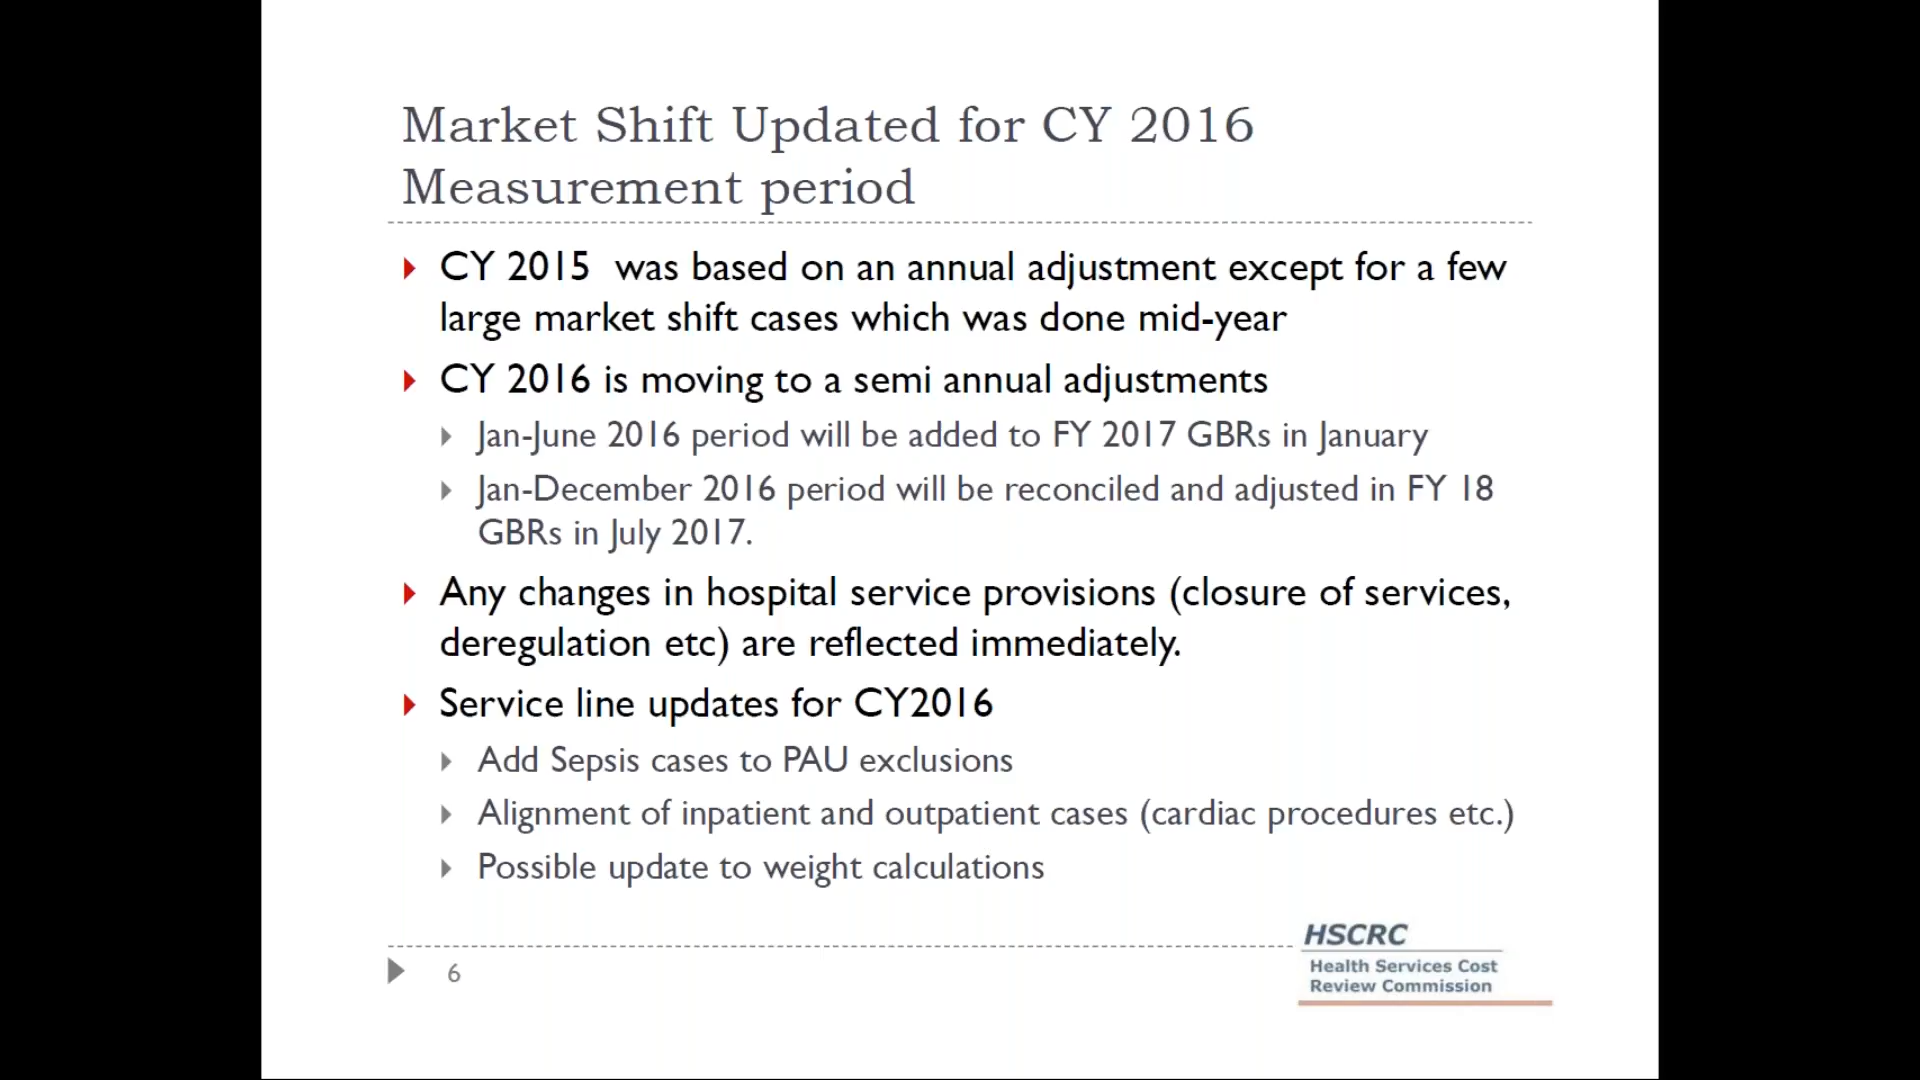 Market Shift Updated for CY 2016
Measurement period
CY 2015 was based on an annual adjustment except for a few
large market shift cases which was done mid-year
CY 2016 is moving to a semi annual adjustments
Jan-June 2016 period will be added to FY 2017 GBRs in January
Jan-December 2016 period will be reconciled and adjusted in FY 18
GBRs in July 2017.
Any changes in hospital service provisions (closure of services,
deregulation etc) are reflected immediately.
Service line updates for CY2016
Add Sepsis cases to PAU exclusions
Alignment of inpatient and outpatient cases (cardiac procedures etc.)
Possible update to weight calculations
6
HSCRC
Health Services Cost
Review Commission